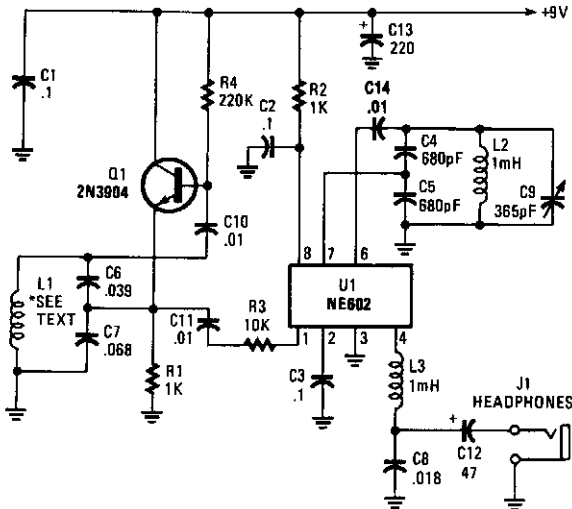 +9V
C13
220
C1
.1
R4
220K
R2
1K
C14
.01
C2
.1
C4
680pF
L2
1mH
C5
680pF
C9
365pF
Q1
2N3904
C10
.01
8 7 6
U1
NE602
1 2 3 4
L1
*SEE
TEXT
C6
.039
C7
.068
C11
.01
R3
10K
R1
1K
C3
.1
L3
1mH
J1
HEADPHONES
+
C12
47
C8
.018
+